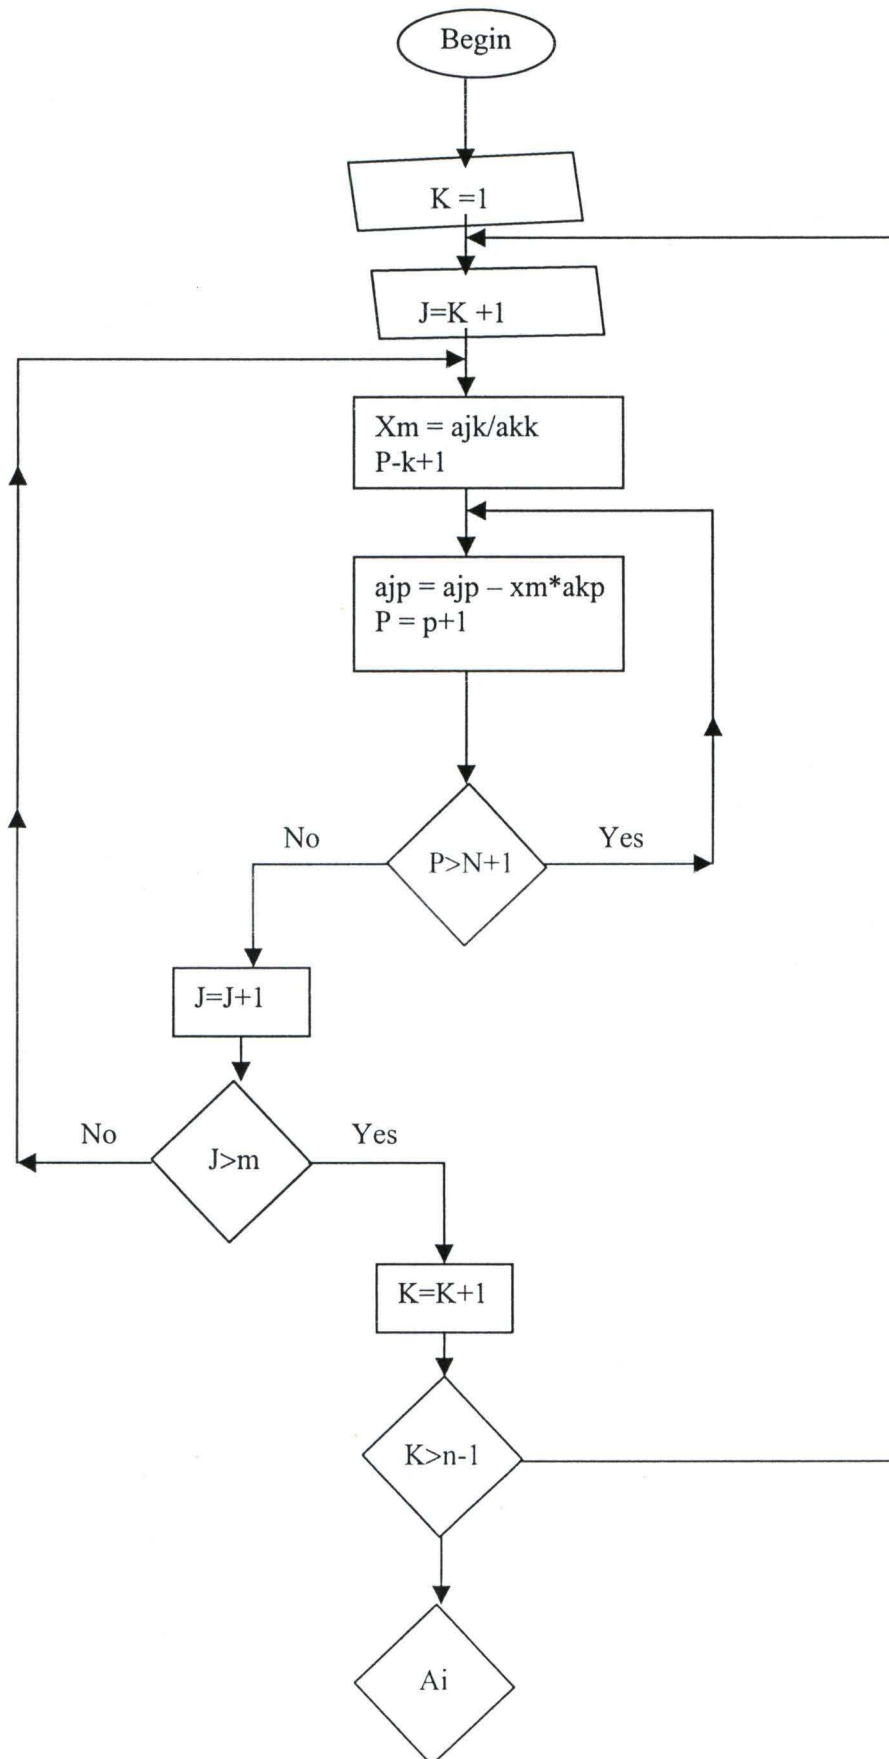 Begin
K =1
J=K +1
Xm = ajk/akk
P-k+1
ajp = ajp – xm*akp
P = p+1
No
P>N+1
Yes
J=J+1
No
J>m
Yes
K=K+1
K>n-1
Ai